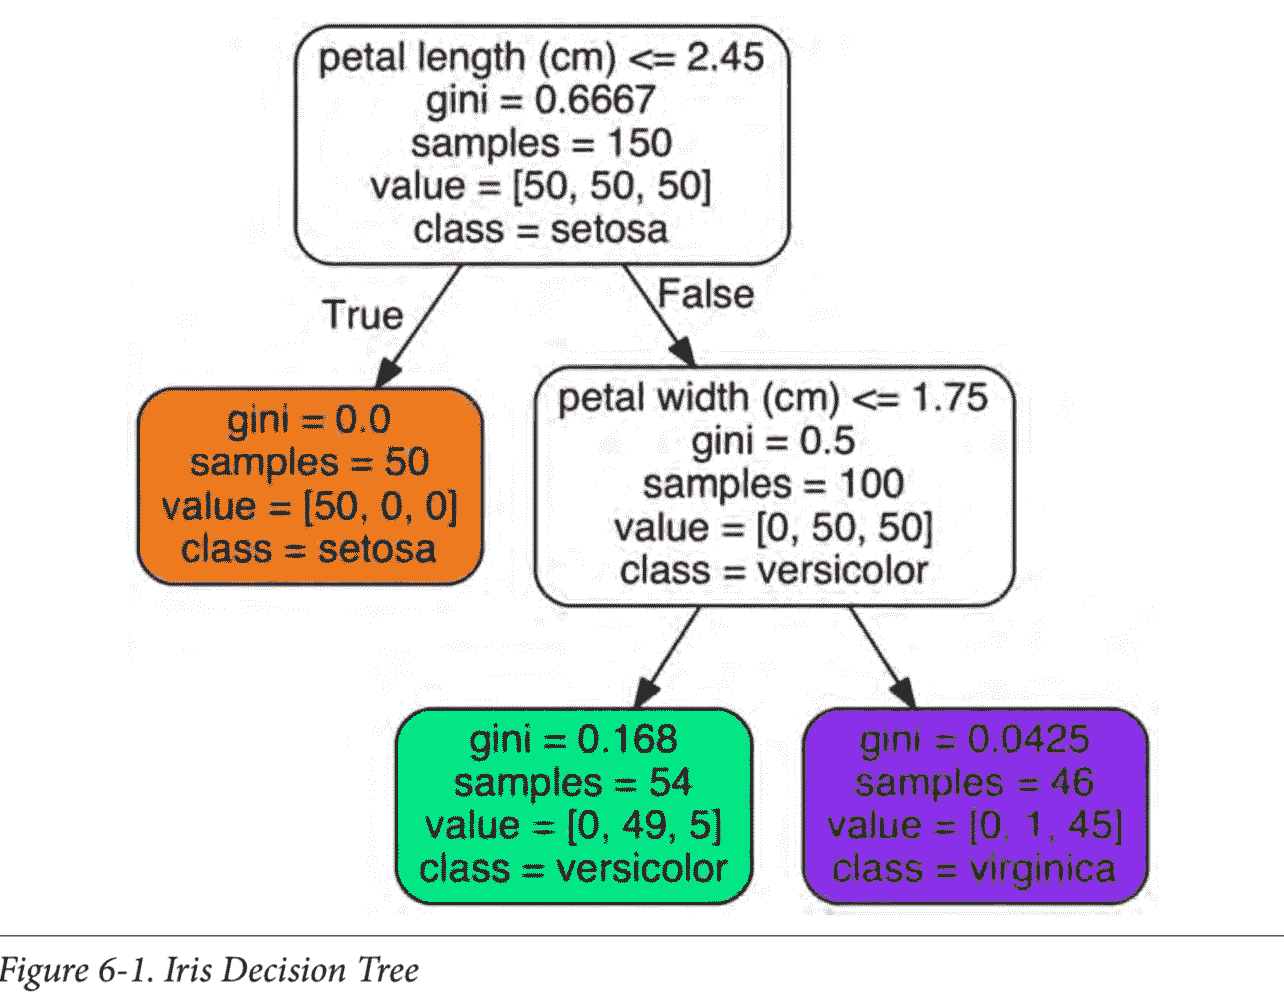 petal length (cm) <= 2.45
gini = 0.6667
samples = 150
value = [50, 50, 50]
class = setosa
True
False
gini = 0.0
samples = 50
value = [50, 0, 0]
class = setosa
petal width (cm) <= 1.75
gini = 0.5
samples = 100
value = [0, 50, 50]
class = versicolor
gini = 0.168
samples = 54
value = [0, 49, 5]
class = versicolor
gini = 0.0425
samples = 46
value = [0, 1, 45]
class = virginica
Figure 6-1. Iris Decision Tree